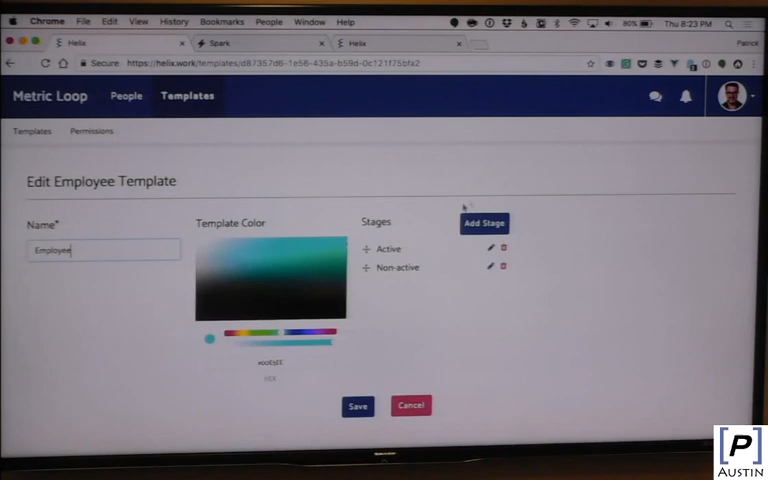 Chrome File Edit View History Bookmarks People Window Help 80% Thu 8:23 PM
Helix Spark Helix Patrick
Secure https://helix.work/templates/d87357d6-1e56-435a-b59d-0c121f75bfa2
Metric Loop People Templates
Templates Permissions
Edit Employee Template
Name* Template Color Stages Add Stage
Employee Active
Non-active
HEX
Save Cancel
[P]
AUSTIN